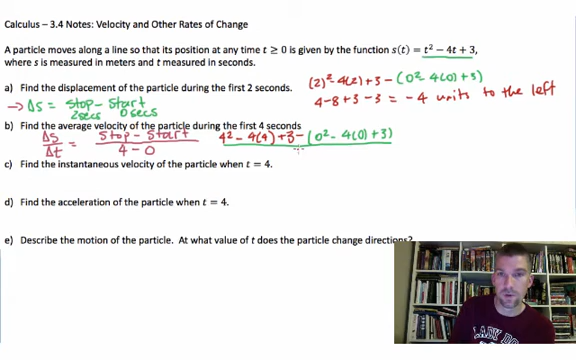 Calculus – 3.4 Notes: Velocity and Other Rates of Change
A particle moves along a line so that its position at any time t ≥ 0 is given by the function s(t) = t² − 4t + 3,
where s is measured in meters and t measured in seconds.
a) Find the displacement of the particle during the first 2 seconds.
(2)² - 4(2) + 3 - (0² - 4(0) + 3)
→ Δs = stop - start
2secs 0secs
4 - 8 + 3 - 3 = -4 units to the left
b) Find the average velocity of the particle during the first 4 seconds
Δs/Δt = stop - start / 4 - 0
4² - 4(4) + 3 - (0² - 4(0) + 3)
c) Find the instantaneous velocity of the particle when t = 4.
d) Find the acceleration of the particle when t = 4.
e) Describe the motion of the particle. At what value of t does the particle change directions?
LADY